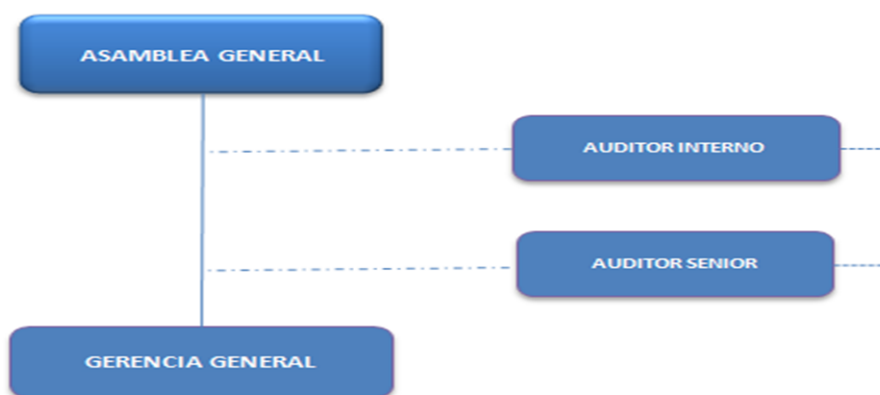 ASAMBLEA GENERAL
AUDITOR INTERNO
AUDITOR SENIOR
GERENCIA GENERAL